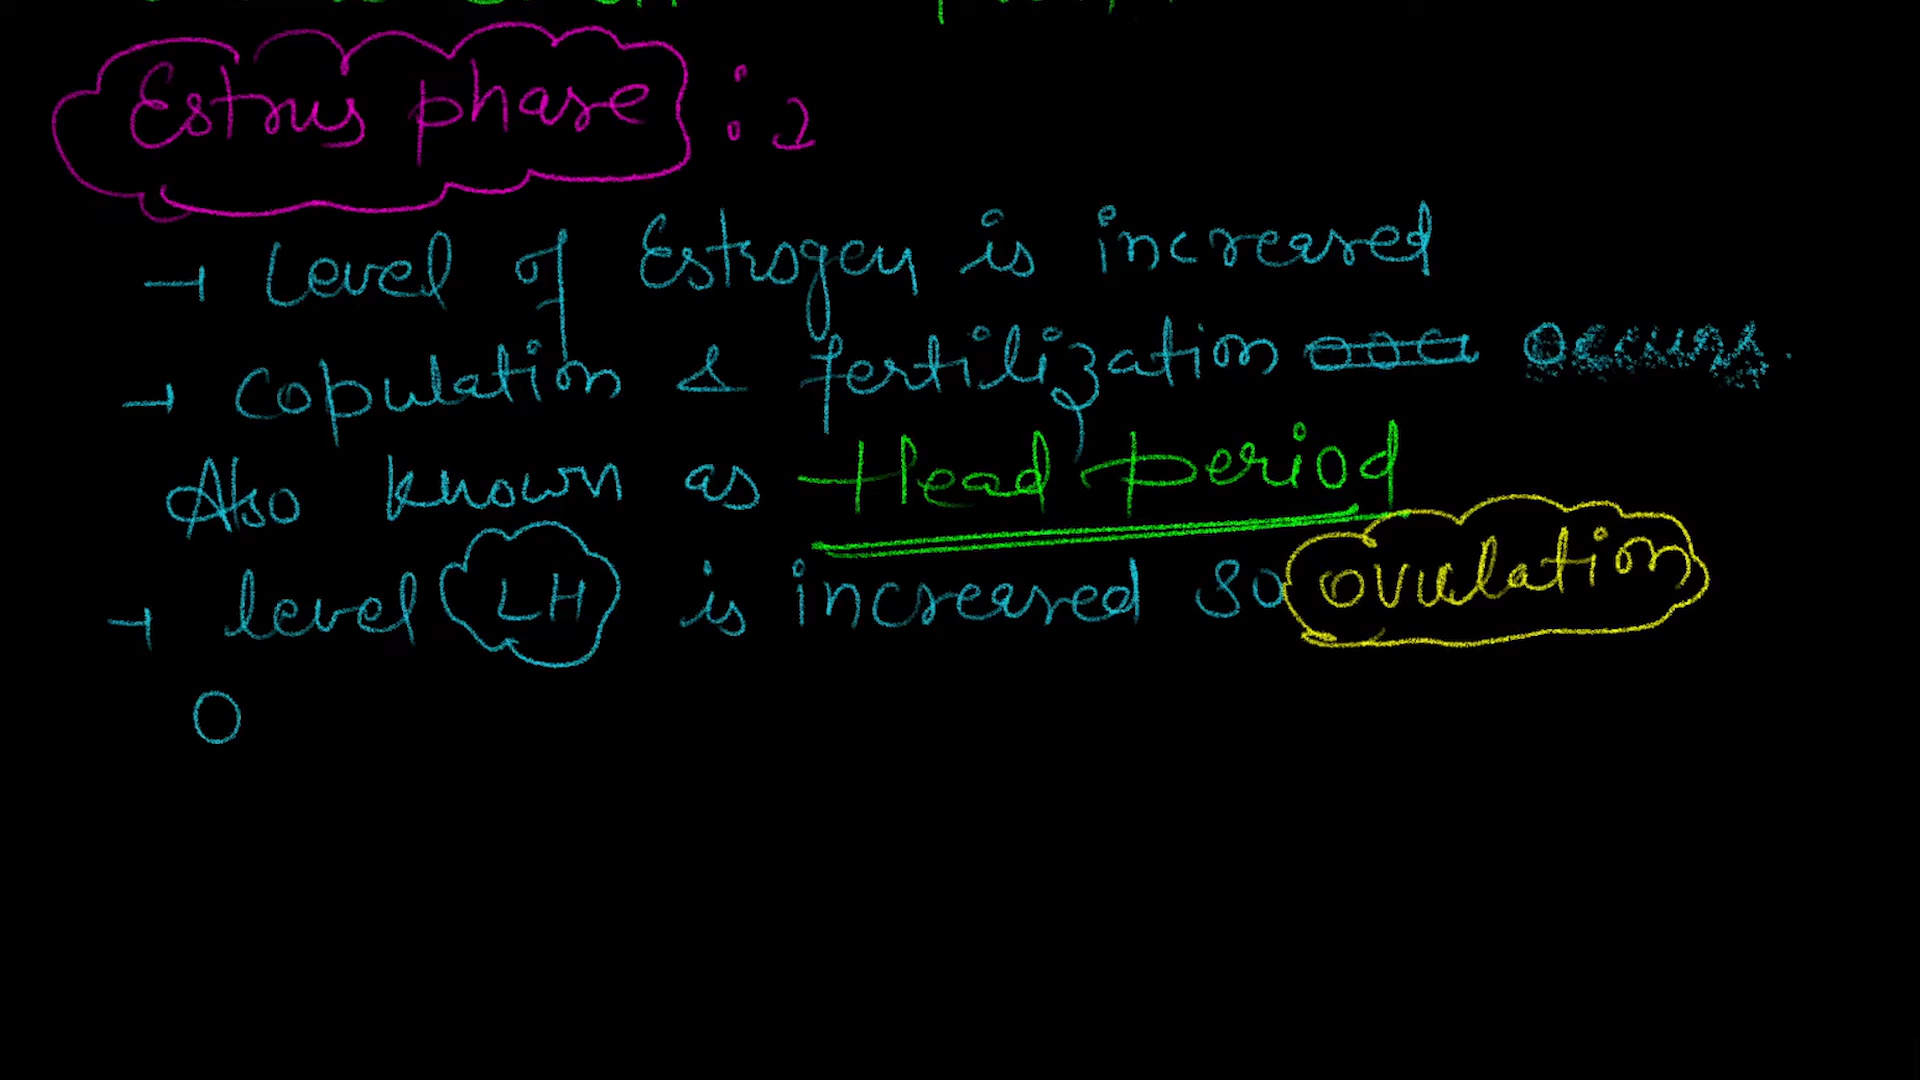 Estrus phase :-
→ Level of Estrogen is increased
→ Copulation & fertilization occurs.
Also known as Head period
→ level LH is increased so ovulation
O